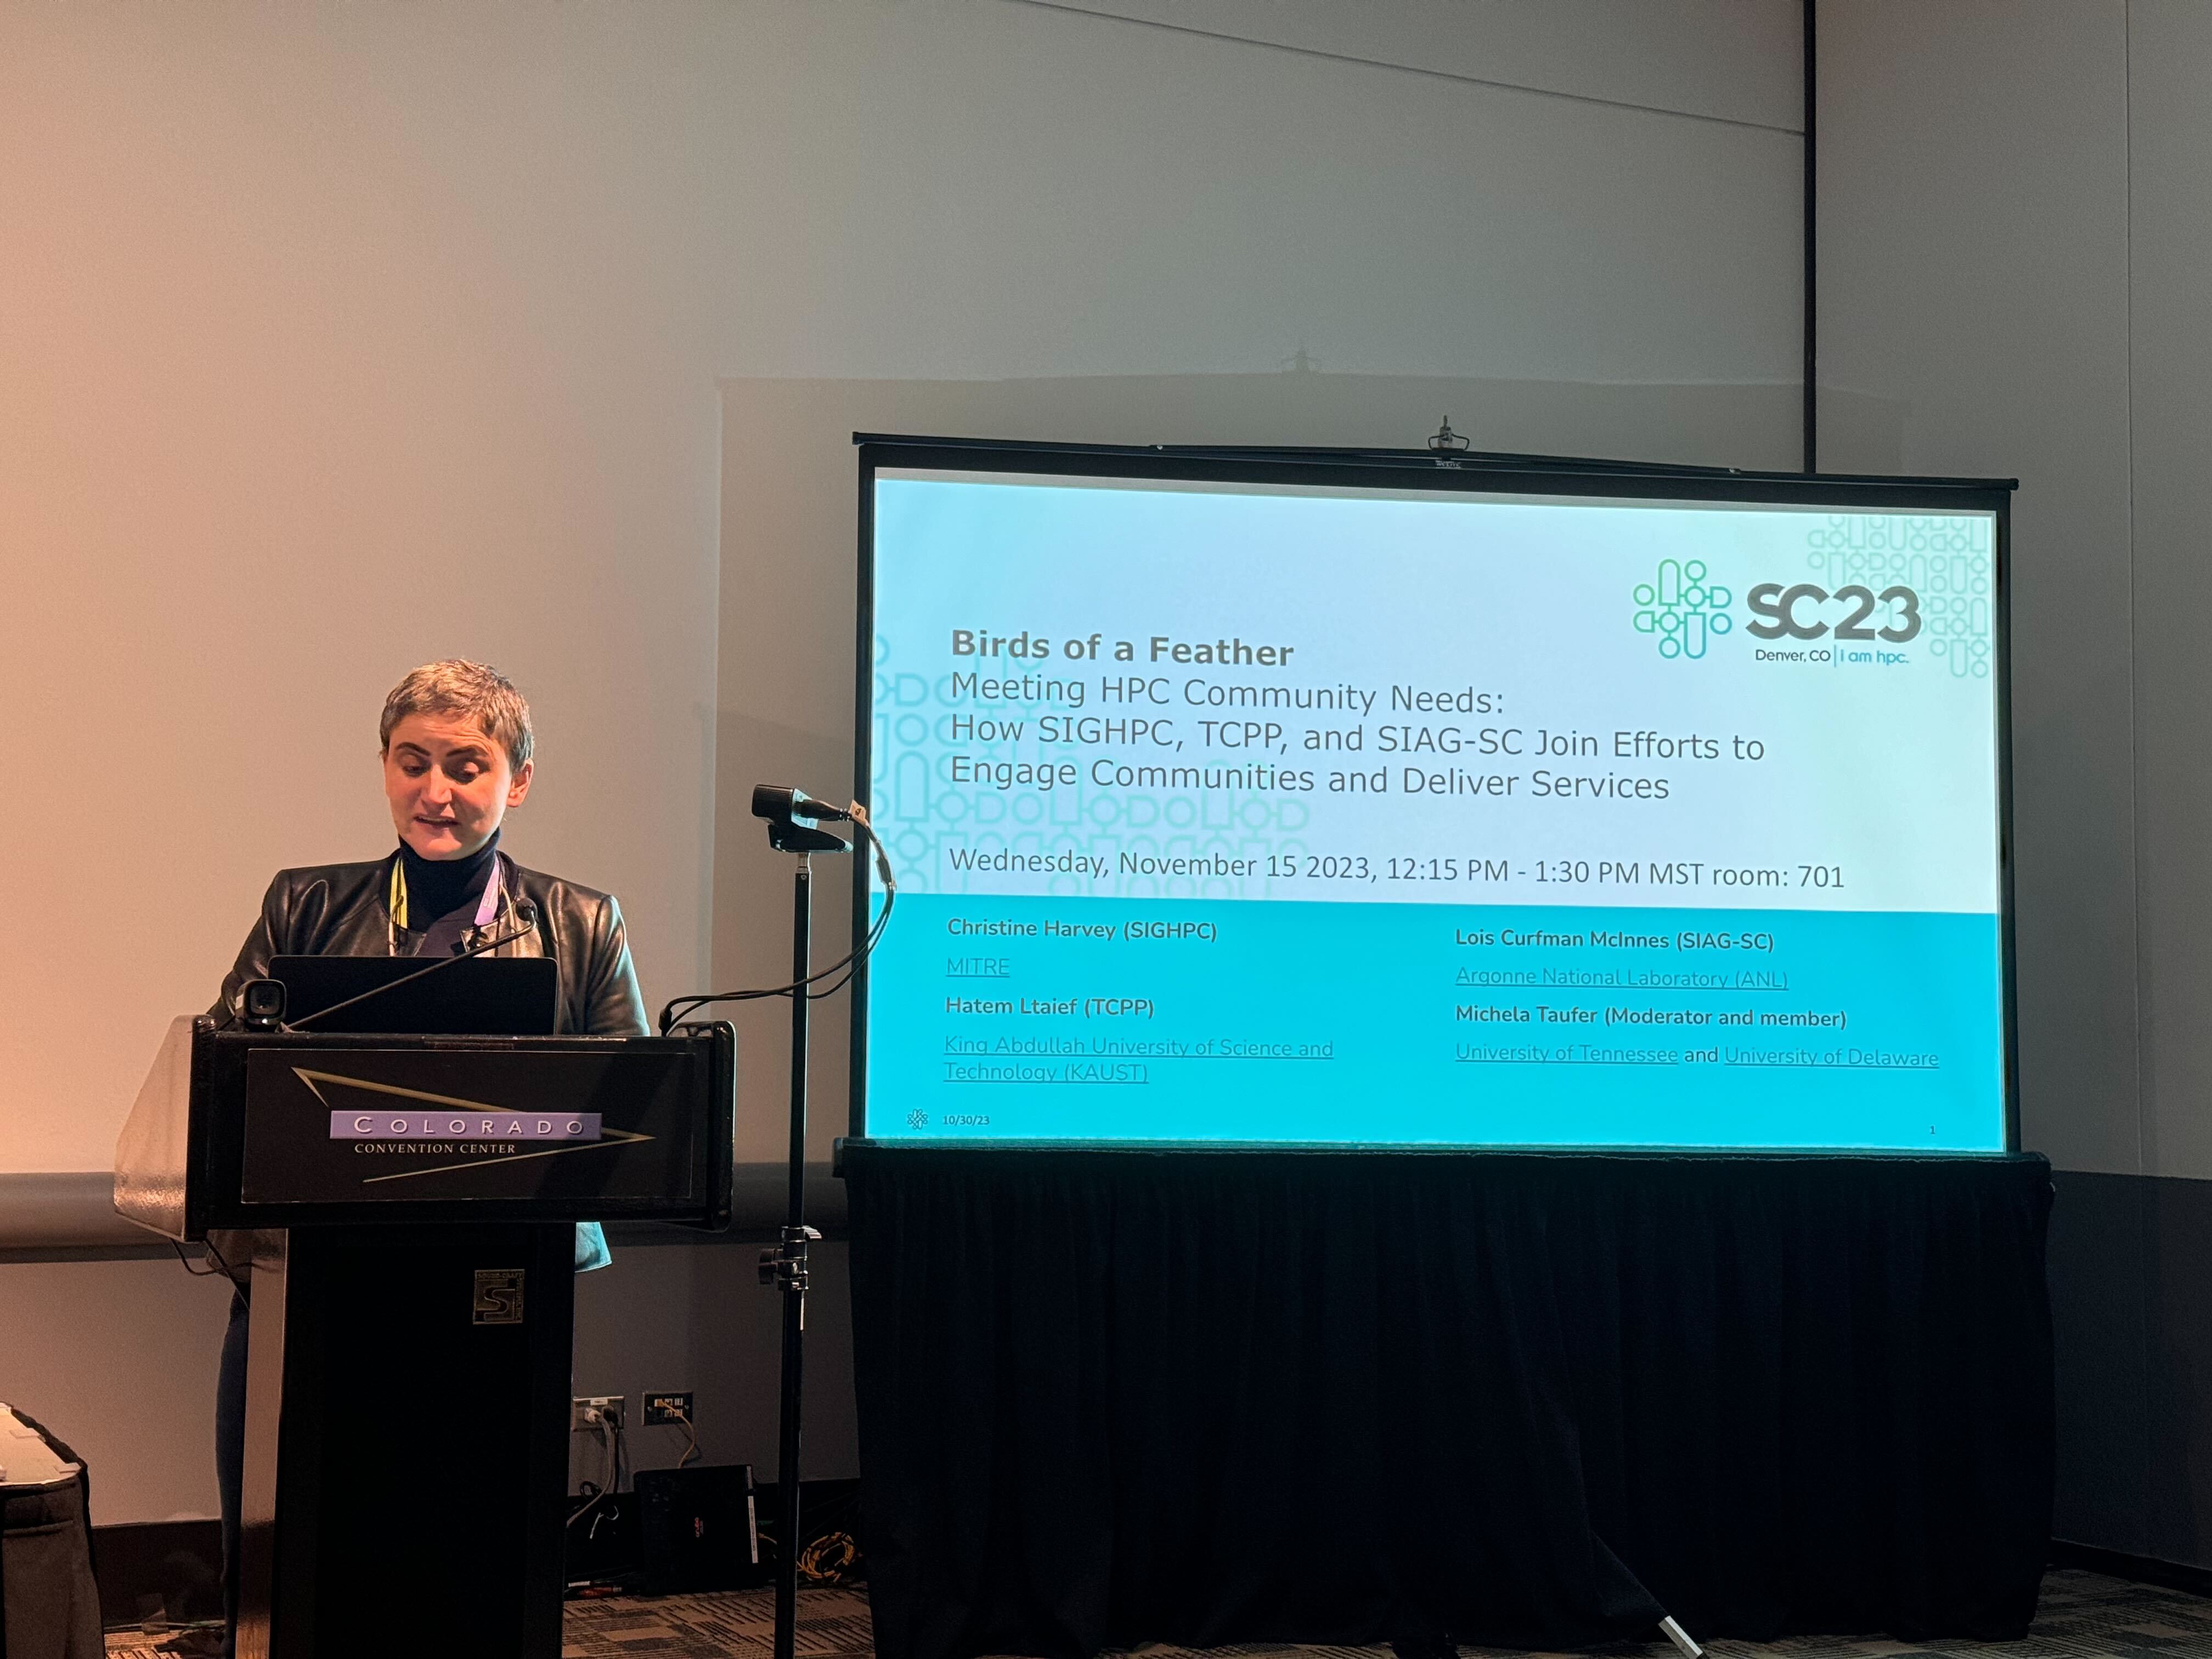 SC23
Denver, CO | I am hpc.
Birds of a Feather
Meeting HPC Community Needs:
How SIGHPC, TCPP, and SIAG-SC Join Efforts to
Engage Communities and Deliver Services
Wednesday, November 15 2023, 12:15 PM - 1:30 PM MST room: 701
Christine Harvey (SIGHPC)
MITRE
Hatem Ltaief (TCPP)
King Abdullah University of Science and
Technology (KAUST)
Lois Curfman McInnes (SIAG-SC)
Argonne National Laboratory (ANL)
Michela Taufer (Moderator and member)
University of Tennessee and University of Delaware
10/30/23
1
COLORADO
CONVENTION CENTER